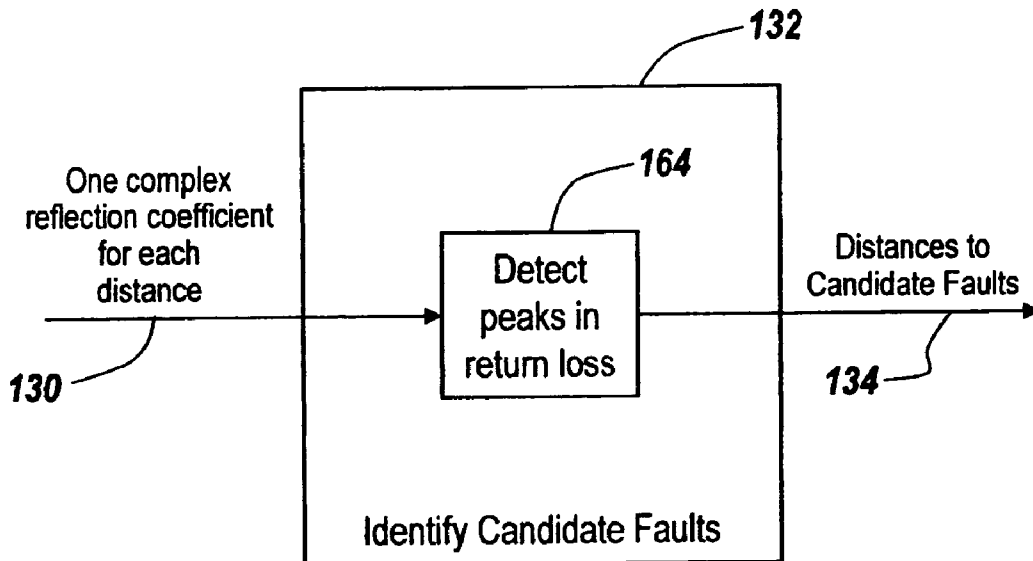 132
164
One complex
reflection coefficient
for each
distance
130
Detect
peaks in
return loss
Distances to
Candidate Faults
134
Identify Candidate Faults